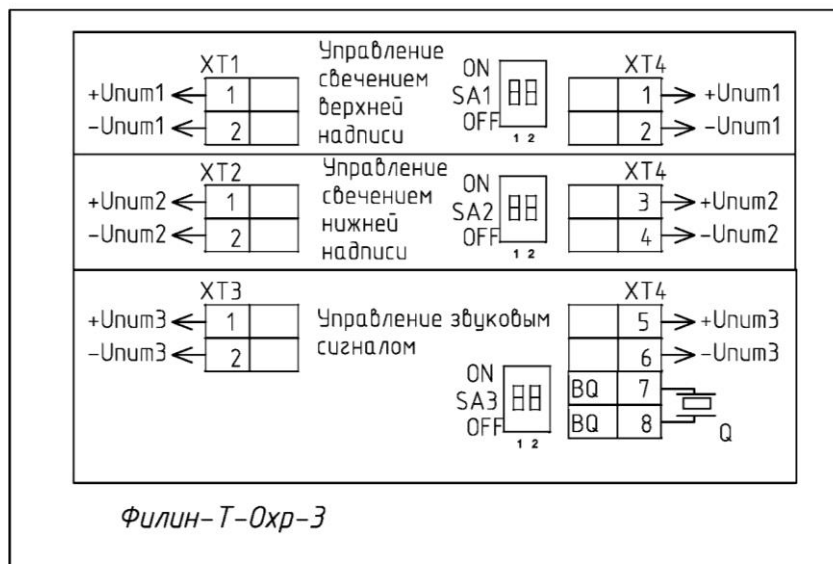 XT1
+Uпит1 1
-Uпит1 2
Управление
свечением
верхней
надписи
ON
SA1
OFF
1 2
XT4
1 +Uпит1
2 -Uпит1
XT2
+Uпит2 1
-Uпит2 2
Управление
свечением
нижней
надписи
ON
SA2
OFF
1 2
XT4
3 +Uпит2
4 -Uпит2
XT3
+Uпит3 1
-Uпит3 2
Управление звуковым
сигналом
ON
SA3
OFF
1 2
XT4
5 +Uпит3
6 -Uпит3
BQ 7
BQ 8
Q
Филин-Т-Охр-3